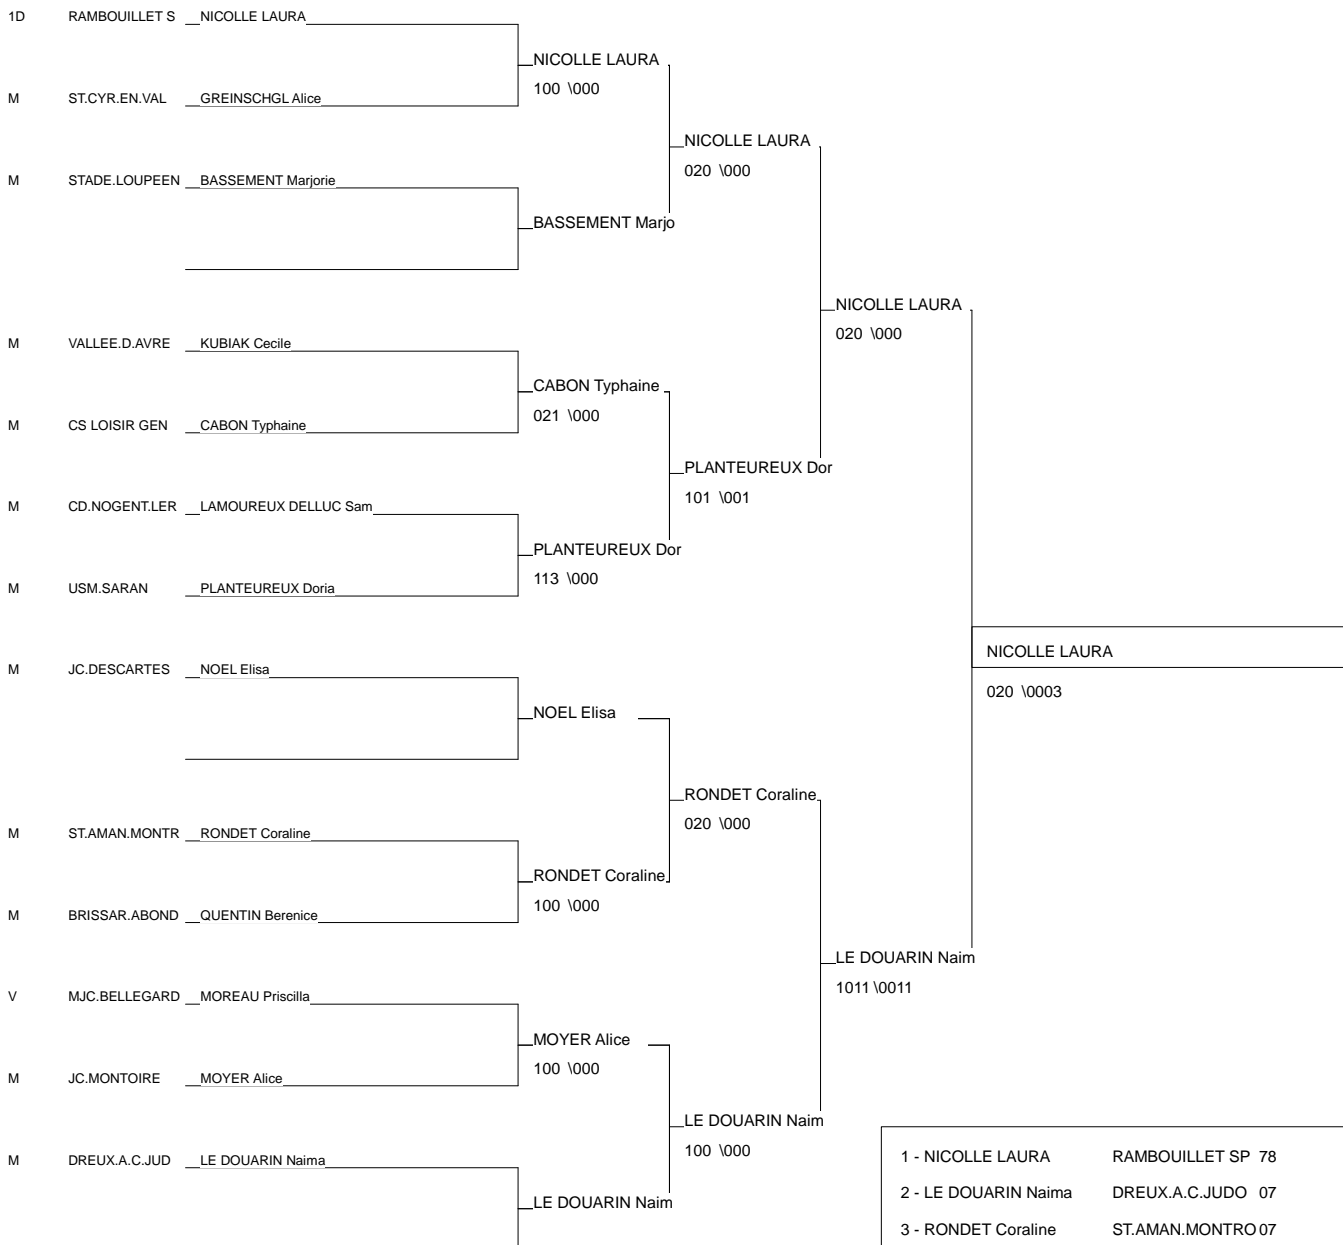 1D RAMBOUILLET S NICOLLE LAURA
NICOLLE LAURA
100 \000
M ST.CYR.EN.VAL GREINSCHGL Alice
NICOLLE LAURA
020 \000
M STADE.LOUPEEN BASSEMENT Marjorie
BASSEMENT Marjo
NICOLLE LAURA
020 \000
M VALLEE.D.AVRE KUBIAK Cecile
CABON Typhaine
021 \000
M CS LOISIR GEN CABON Typhaine
PLANTEUREUX Dor
101 \001
M CD.NOGENT.LER LAMOUREUX DELLUC Sam
PLANTEUREUX Dor
113 \000
M USM.SARAN PLANTEUREUX Doria
NICOLLE LAURA
020 \0003
M JC.DESCARTES NOEL Elisa
NOEL Elisa
RONDET Coraline
020 \000
M ST.AMAN.MONTR RONDET Coraline
RONDET Coraline
100 \000
M BRISSAR.ABOND QUENTIN Berenice
LE DOUARIN Naim
1011 \0011
V MJC.BELLEGARD MOREAU Priscilla
MOYER Alice
100 \000
M JC.MONTOIRE MOYER Alice
LE DOUARIN Naim
100 \000
M DREUX.A.C.JUD LE DOUARIN Naima
LE DOUARIN Naim
1 - NICOLLE LAURA RAMBOUILLET SP 78
2 - LE DOUARIN Naima DREUX.A.C.JUDO 07
3 - RONDET Coraline ST.AMAN.MONTRO 07